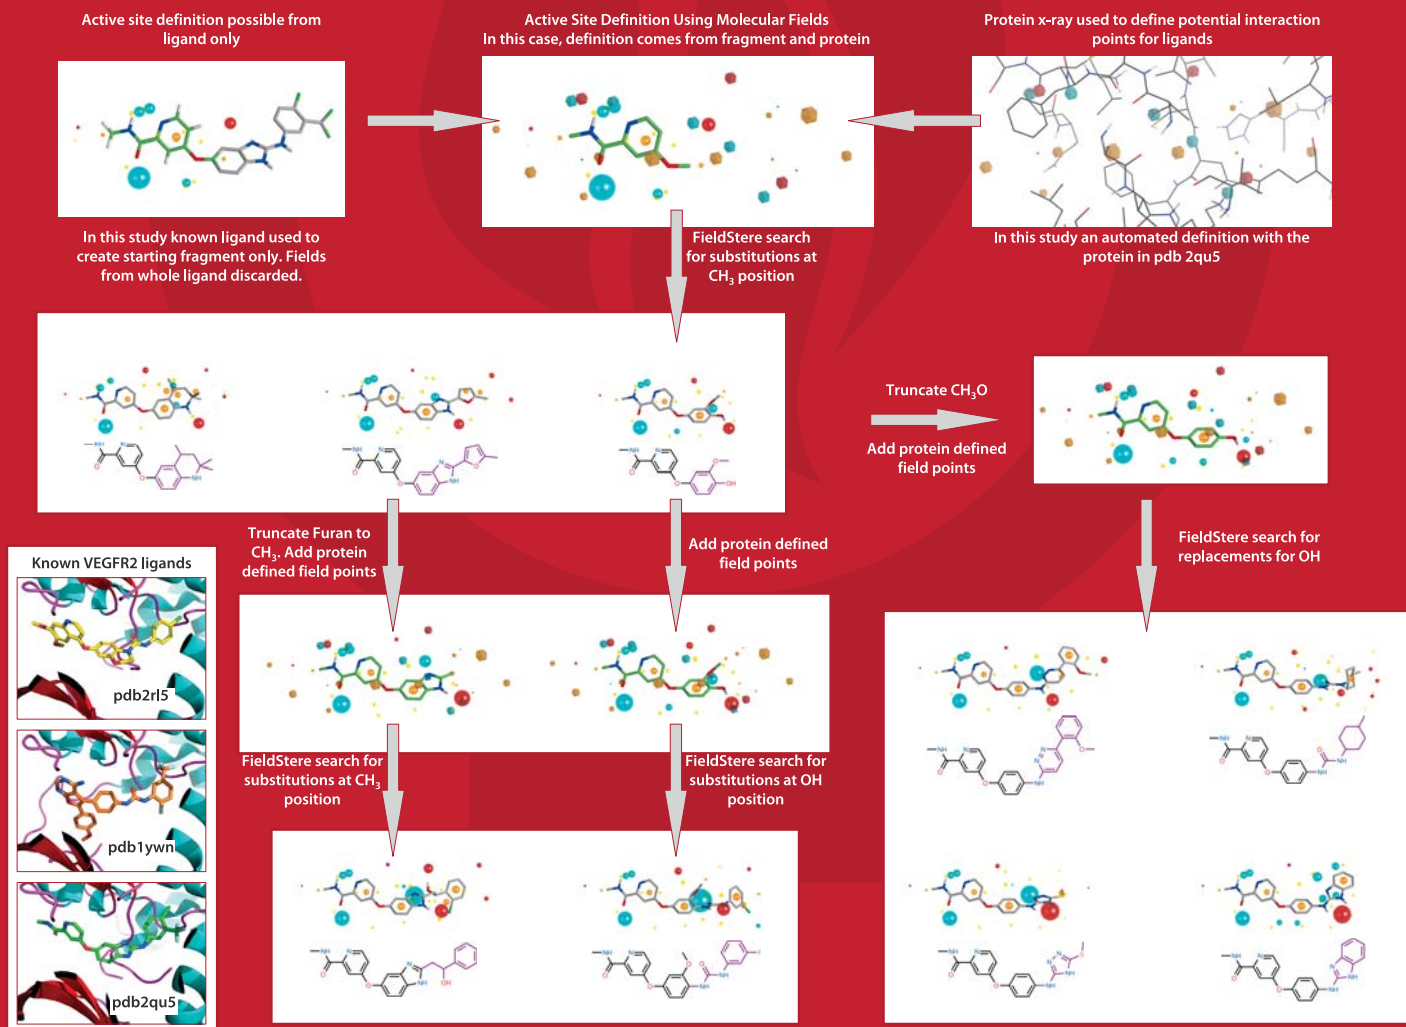 Active site definition possible from
ligand only
Active Site Definition Using Molecular Fields
In this case, definition comes from fragment and protein
Protein x-ray used to define potential interaction
points for ligands
In this study known ligand used to
create starting fragment only. Fields
from whole ligand discarded.
FieldStere search
for substitutions at
CH₃ position
In this study an automated definition with the
protein in pdb 2qu5
Truncate CH₃O
Add protein defined
field points
Truncate Furan to
CH₃. Add protein
defined field points
Add protein defined
field points
FieldStere search for
replacements for OH
Known VEGFR2 ligands
pdb2rl5
pdb1ywn
pdb2qu5
FieldStere search for
substitutions at CH₃
position
FieldStere search for
substitutions at OH
position